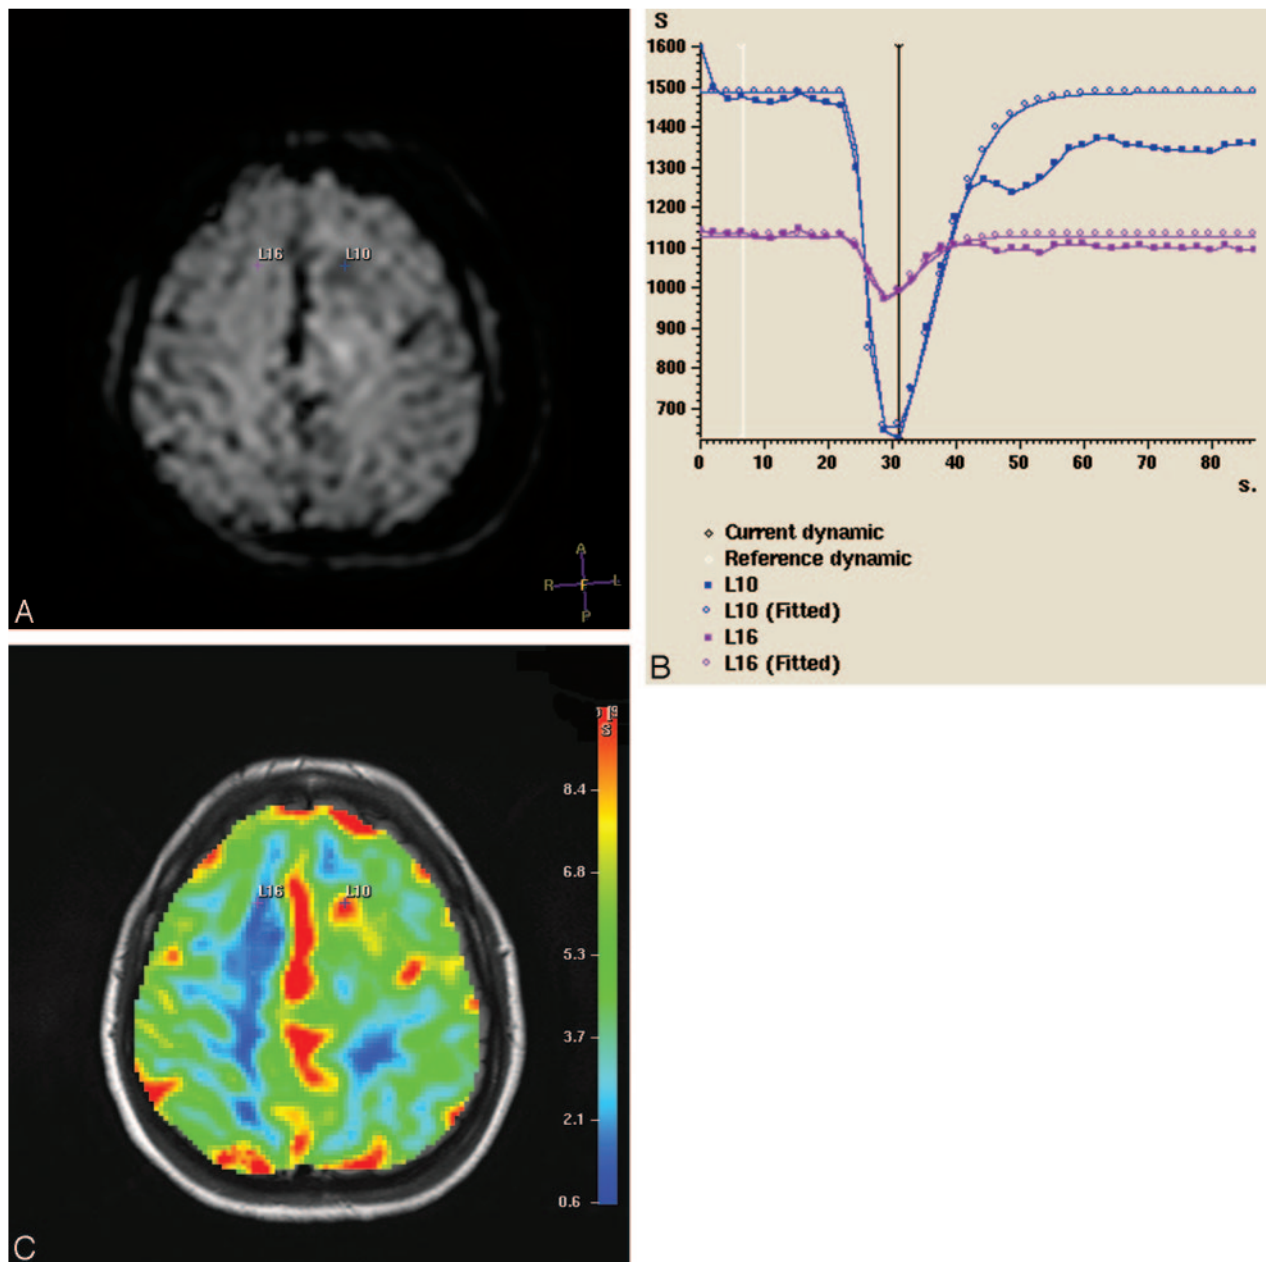 L16 L10
A
R F L
P
A
S
1600
1500
1400
1300
1200
1100
1000
900
800
700
0 10 20 30 40 50 60 70 80
s.
Current dynamic
Reference dynamic
L10
L10 (Fitted)
L16
L16 (Fitted)
B
S
8.4
6.8
5.3
3.7
2.1
0.6
L16 L10
C